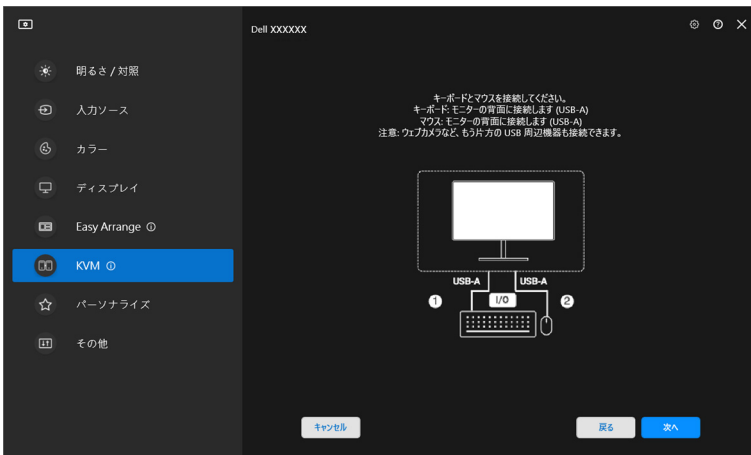 Dell XXXXXX
明るさ / 対照
入力ソース
カラー
ディスプレイ
Easy Arrange
KVM
パーソナライズ
その他
キーボードとマウスを接続してください。
キーボード: モニターの背面に接続します (USB-A)
マウス: モニターの背面に接続します (USB-A)
注意: ウェブカメラなど、もう片方の USB 周辺機器も接続できます。
USB-A USB-A
1 I/O 2
キャンセル 戻る 次へ